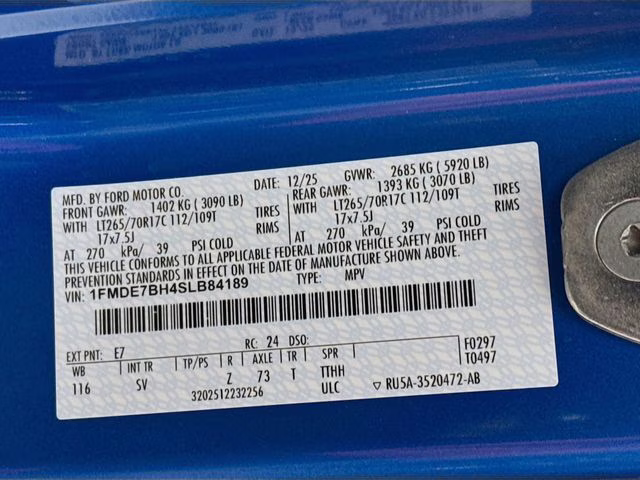 MFD. BY FORD MOTOR CO. DATE: 12/25 GVWR: 2685 KG ( 5920 LB)
FRONT GAWR: 1402 KG ( 3090 LB) REAR GAWR: 1393 KG ( 3070 LB)
WITH LT265/70R17C 112/109T TIRES WITH LT265/70R17C 112/109T TIRES
17x7.5J RIMS 17x7.5J RIMS
AT 270 kPa/ 39 PSI COLD AT 270 kPa/ 39 PSI COLD
THIS VEHICLE CONFORMS TO ALL APPLICABLE FEDERAL MOTOR VEHICLE SAFETY AND THEFT
PREVENTION STANDARDS IN EFFECT ON THE DATE OF MANUFACTURE SHOWN ABOVE.
VIN: 1FMDE7BH4SLB84189 TYPE: MPV
EXT PNT: E7 RC: 24 DSO: F0297
WB INT TR TP/PS R AXLE TR SPR T0497
116 SV Z 73 T TTHH
3202512232256 ULC ▽ RU5A-3520472-AB